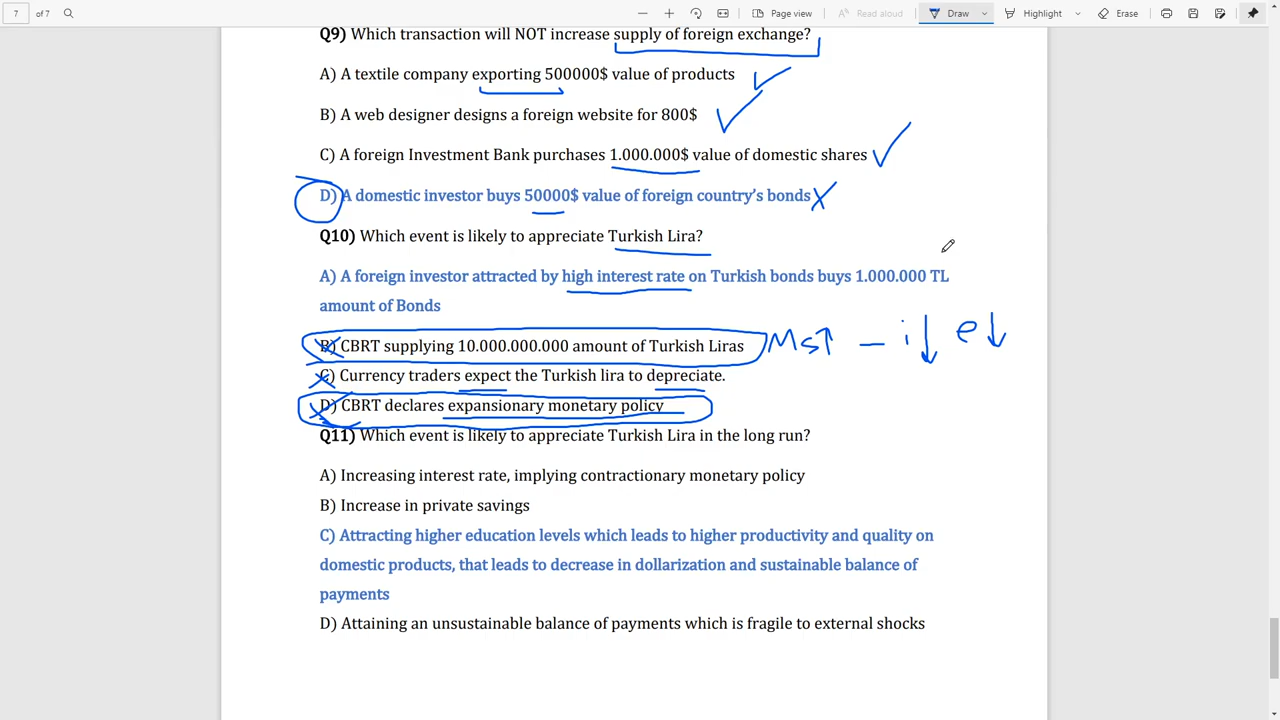 7 of 7 Page view Read aloud Draw Highlight Erase
Q9) Which transaction will NOT increase supply of foreign exchange?
A) A textile company exporting 500000$ value of products
B) A web designer designs a foreign website for 800$
C) A foreign Investment Bank purchases 1.000.000$ value of domestic shares
D) A domestic investor buys 50000$ value of foreign country's bonds
Q10) Which event is likely to appreciate Turkish Lira?
A) A foreign investor attracted by high interest rate on Turkish bonds buys 1.000.000 TL
amount of Bonds
B) CBRT supplying 10.000.000.000 amount of Turkish Liras Ms↑ – i↓ e↓
C) Currency traders expect the Turkish lira to depreciate.
D) CBRT declares expansionary monetary policy
Q11) Which event is likely to appreciate Turkish Lira in the long run?
A) Increasing interest rate, implying contractionary monetary policy
B) Increase in private savings
C) Attracting higher education levels which leads to higher productivity and quality on
domestic products, that leads to decrease in dollarization and sustainable balance of
payments
D) Attaining an unsustainable balance of payments which is fragile to external shocks